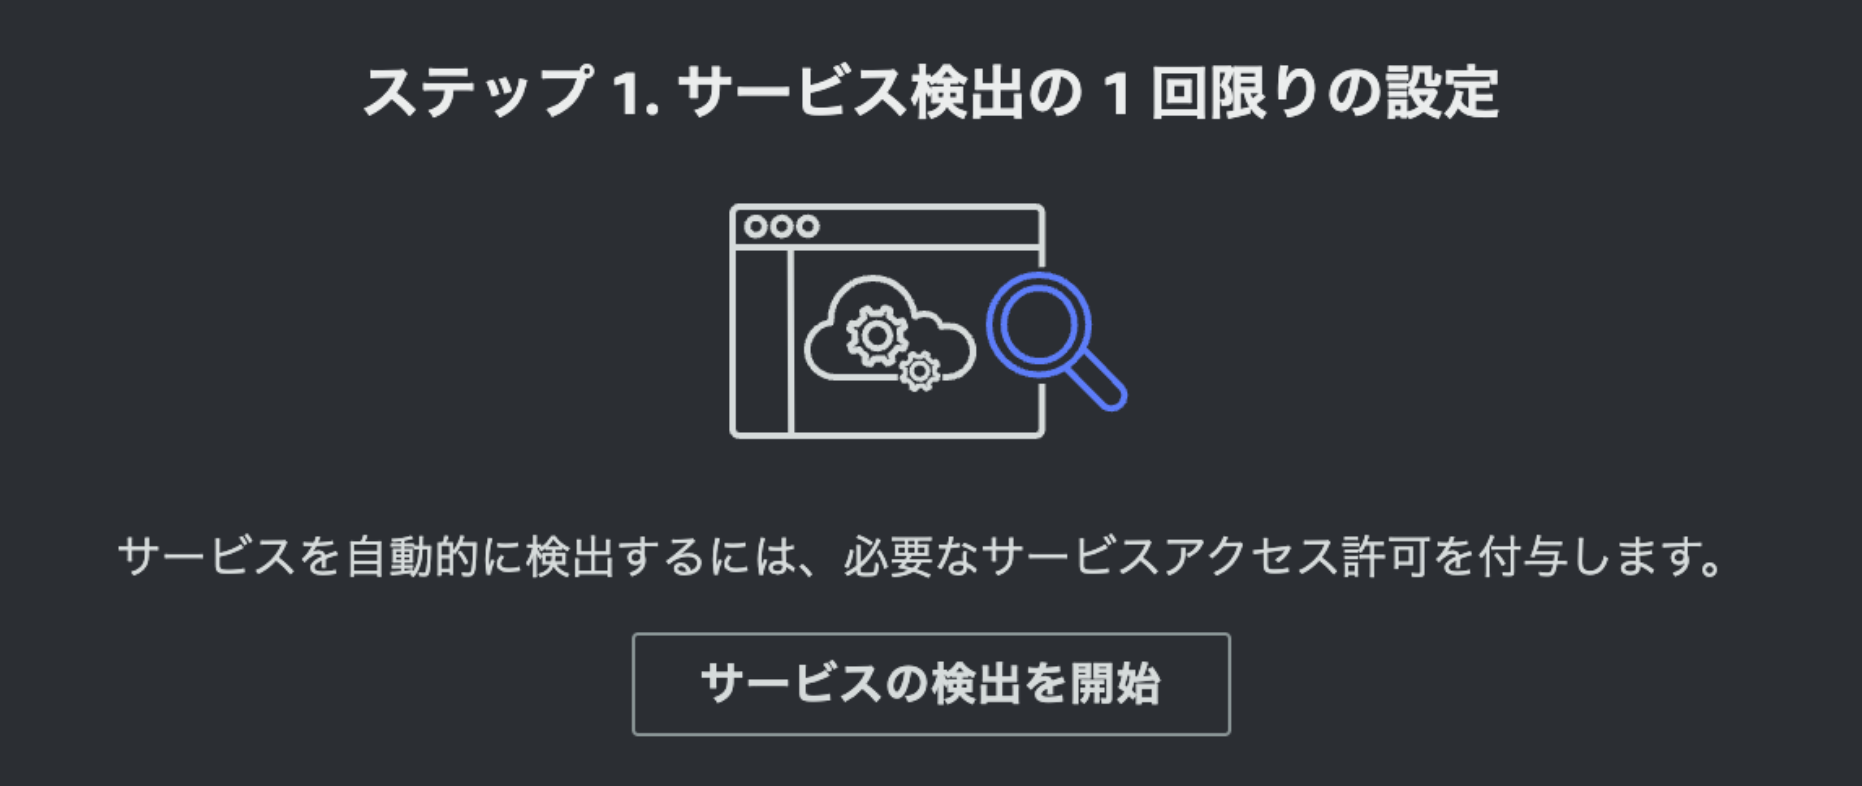 ステップ 1. サービス検出の 1 回限りの設定
サービスを自動的に検出するには、必要なサービスアクセス許可を付与します。
サービスの検出を開始